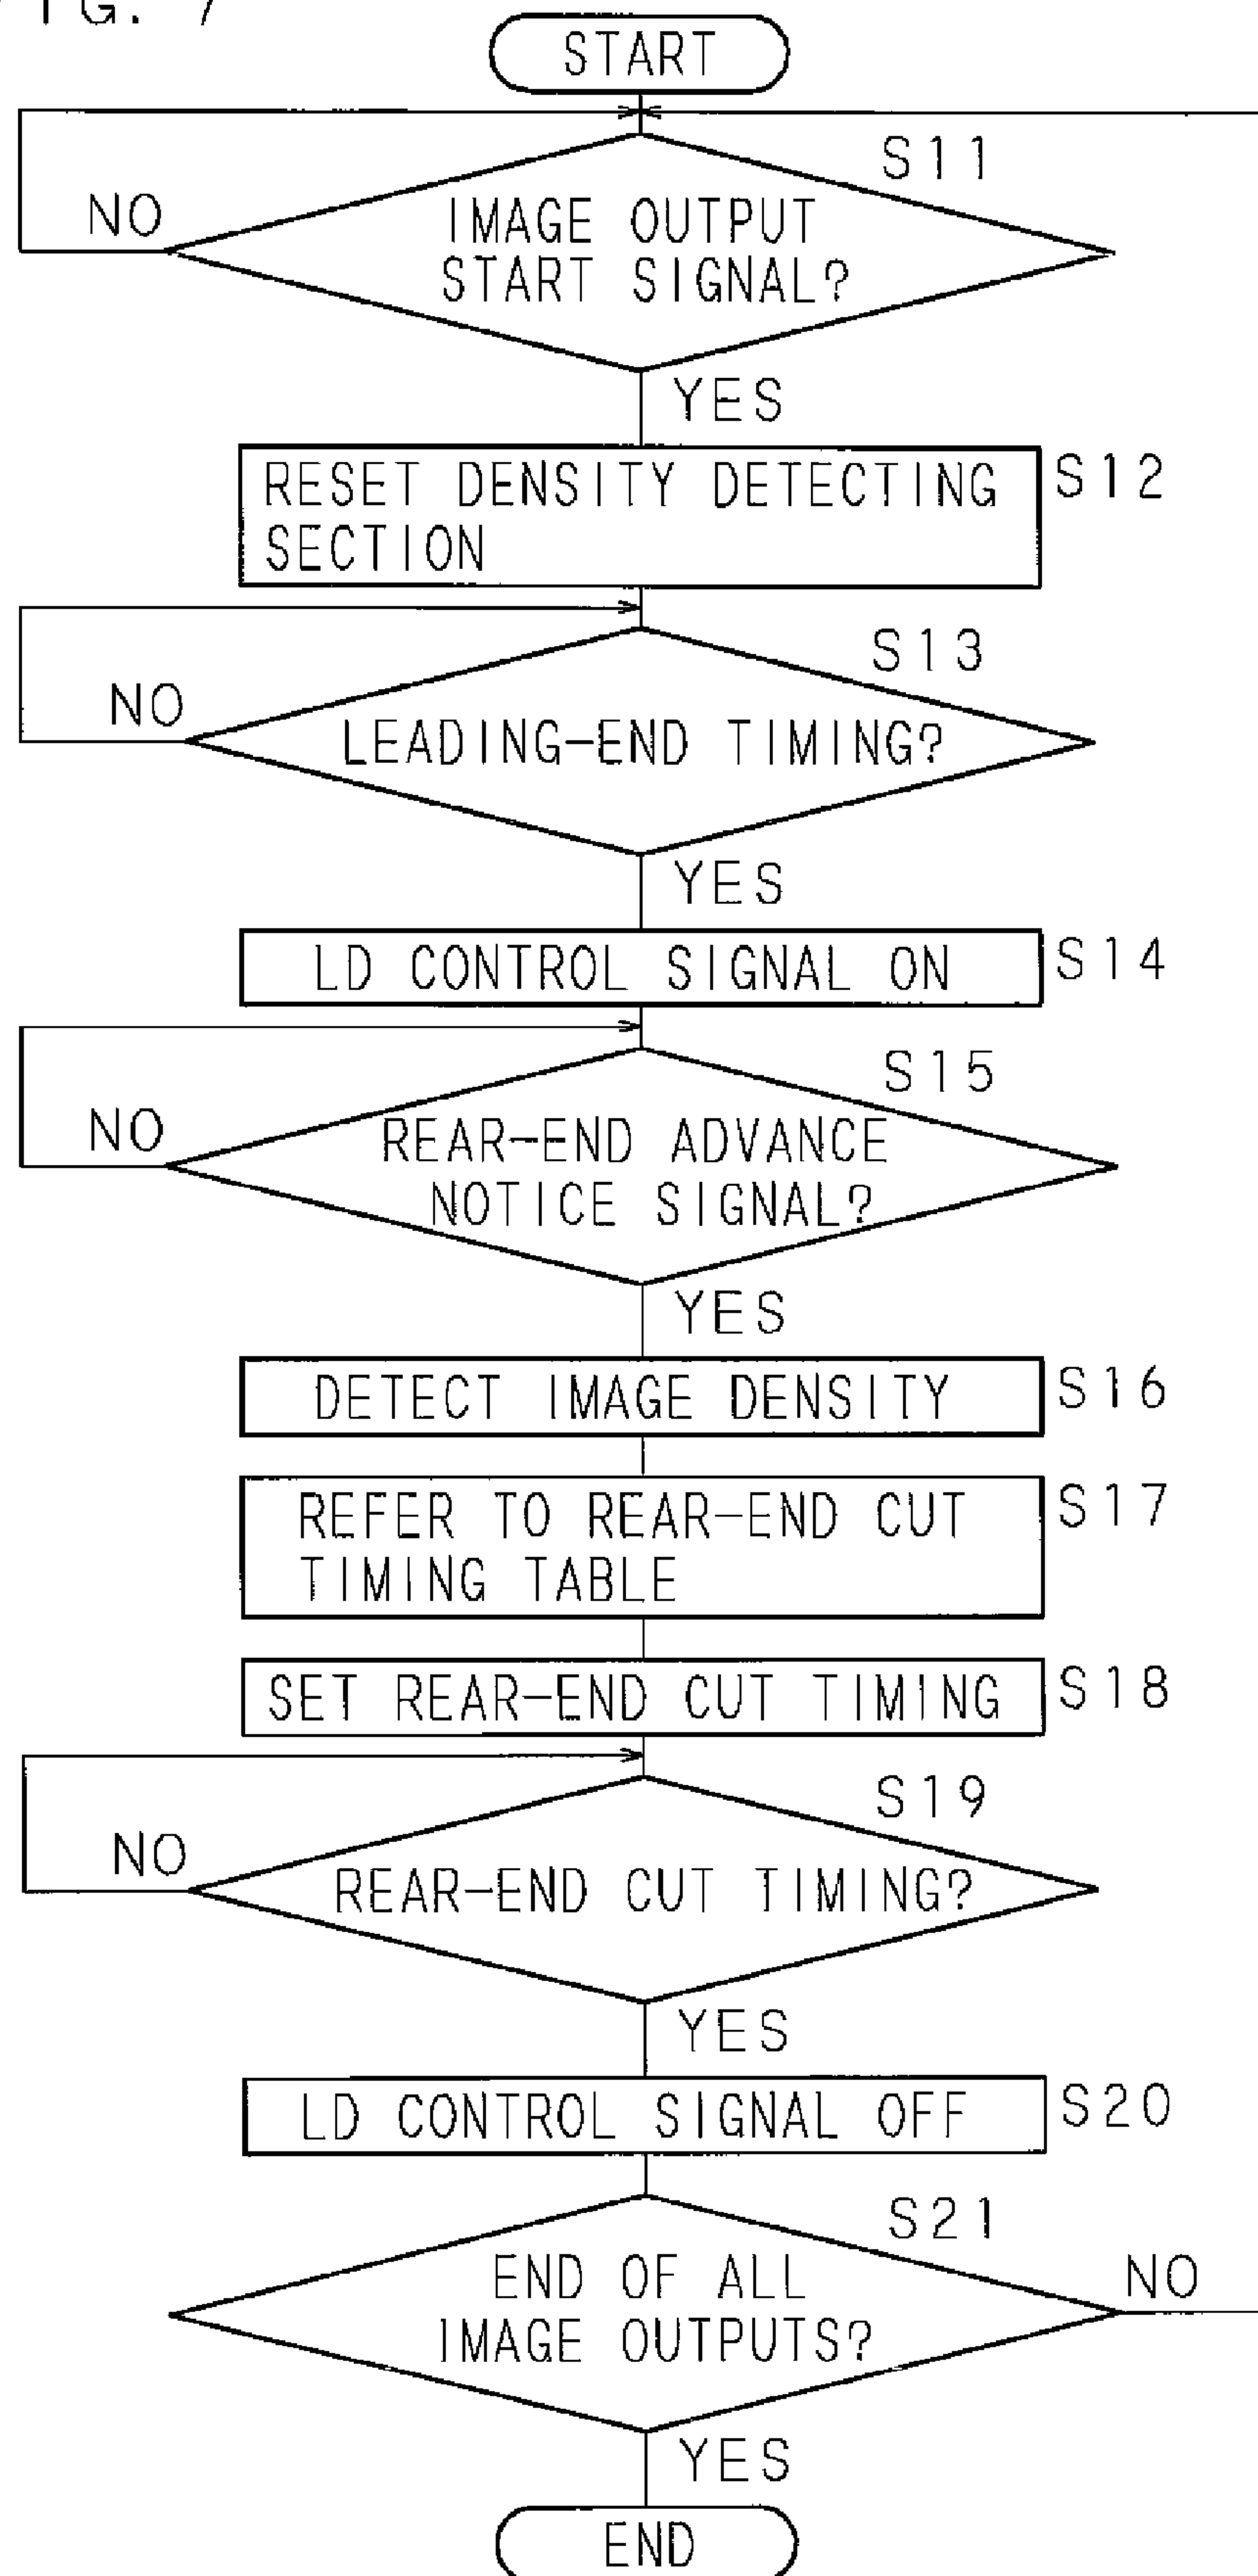 FIG. 7
START
S11
NO
IMAGE OUTPUT
START SIGNAL?
YES
RESET DENSITY DETECTING
SECTION
S12
S13
NO
LEADING-END TIMING?
YES
LD CONTROL SIGNAL ON
S14
S15
NO
REAR-END ADVANCE
NOTICE SIGNAL?
YES
DETECT IMAGE DENSITY
S16
REFER TO REAR-END CUT
TIMING TABLE
S17
SET REAR-END CUT TIMING
S18
S19
NO
REAR-END CUT TIMING?
YES
LD CONTROL SIGNAL OFF
S20
S21
END OF ALL
IMAGE OUTPUTS?
NO
YES
END